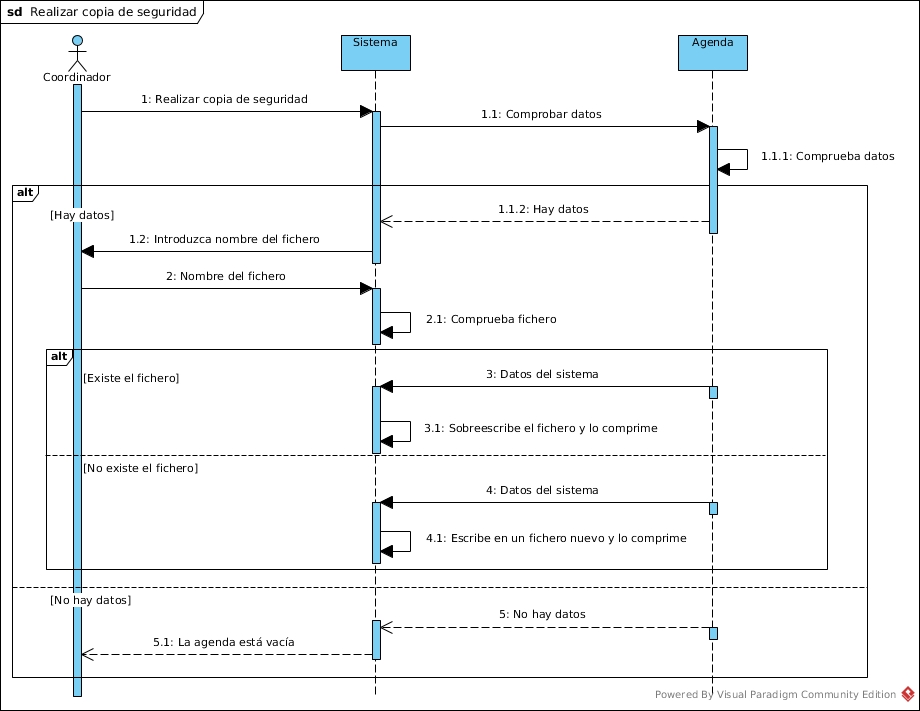 sd Realizar copia de seguridad
Coordinador
Sistema
Agenda
1: Realizar copia de seguridad
1.1: Comprobar datos
1.1.1: Comprueba datos
alt
[Hay datos]
1.1.2: Hay datos
1.2: Introduzca nombre del fichero
2: Nombre del fichero
2.1: Comprueba fichero
alt
[Existe el fichero]
3: Datos del sistema
3.1: Sobreescribe el fichero y lo comprime
[No existe el fichero]
4: Datos del sistema
4.1: Escribe en un fichero nuevo y lo comprime
[No hay datos]
5: No hay datos
5.1: La agenda está vacía
Powered By Visual Paradigm Community Edition